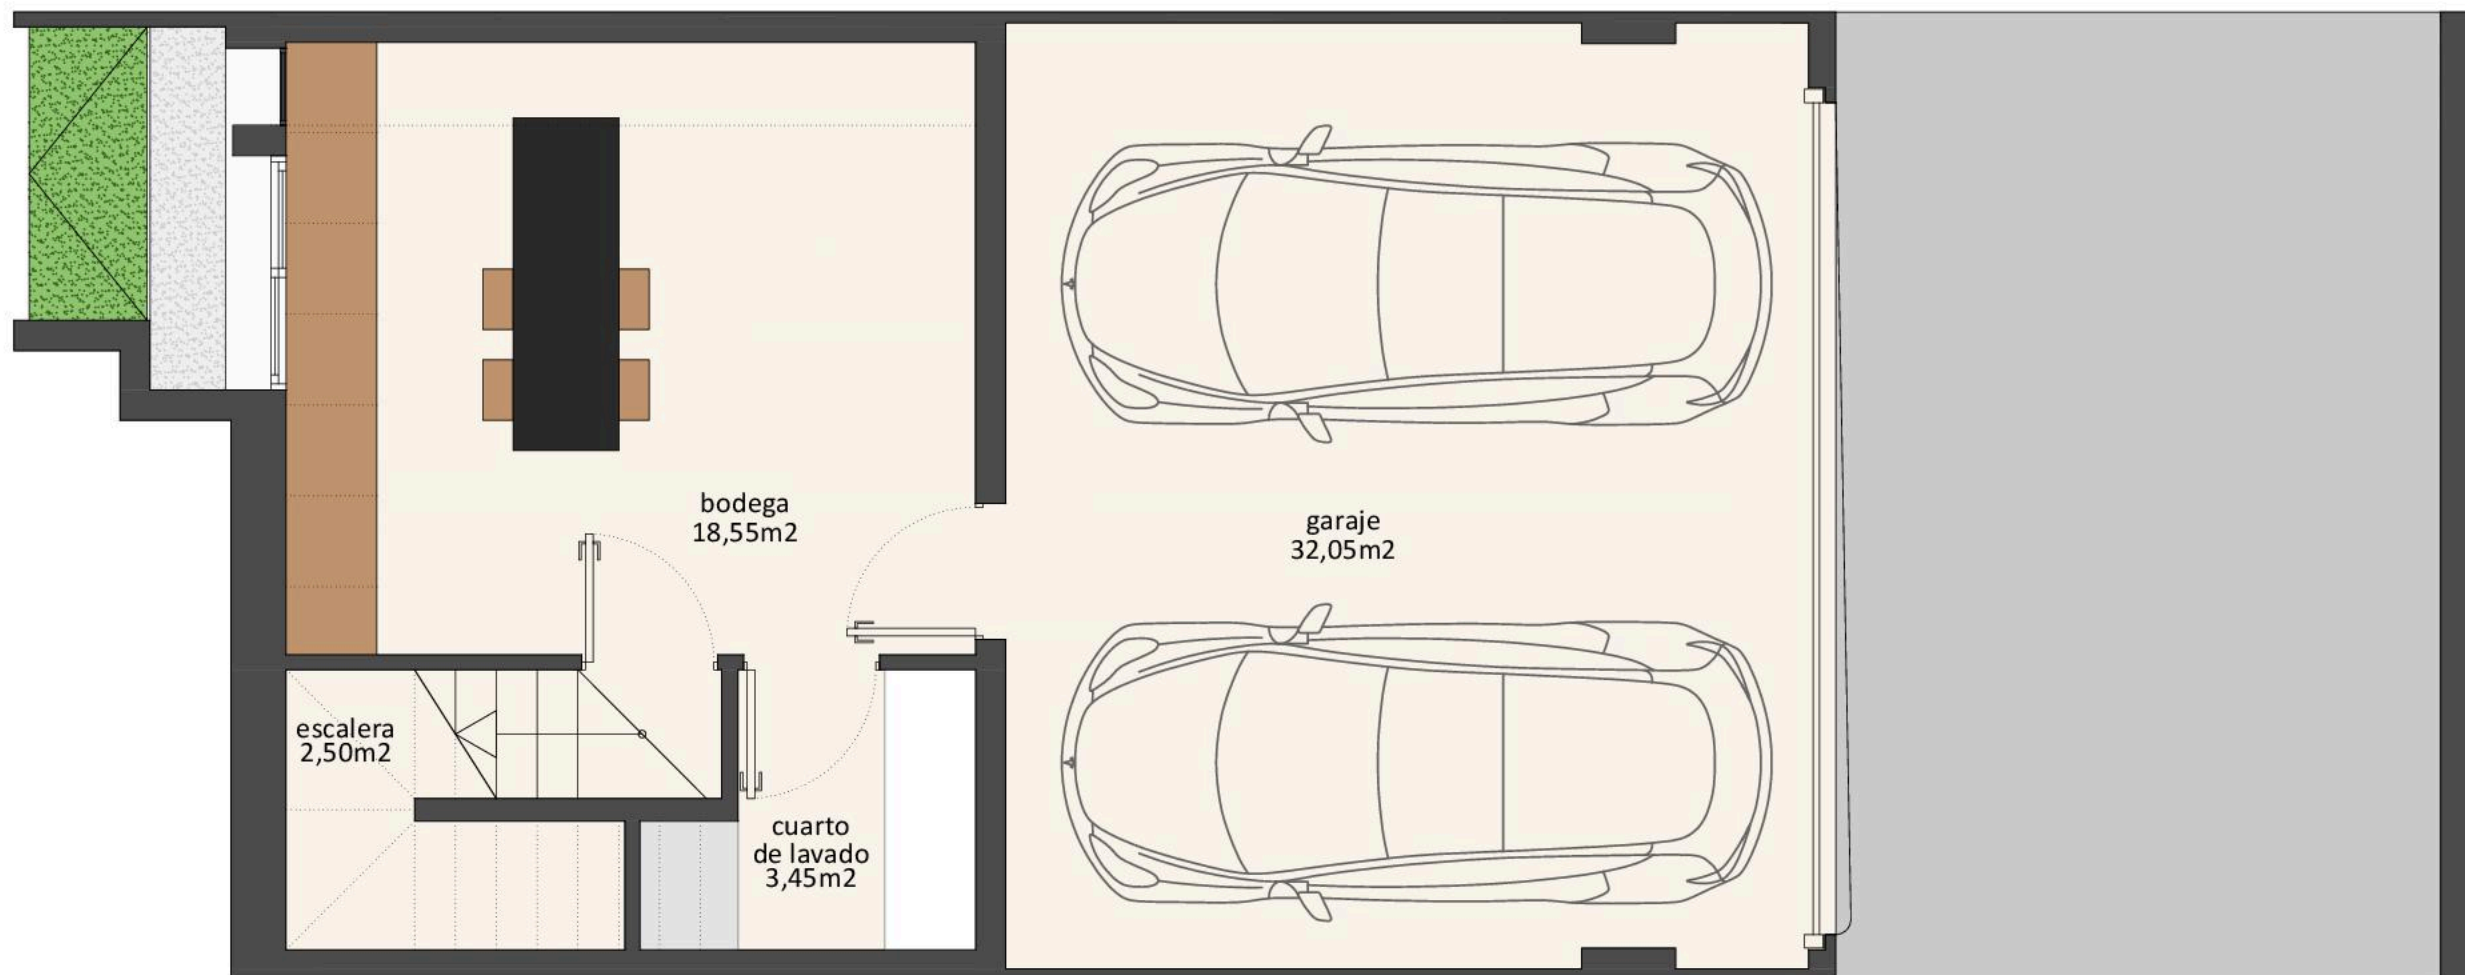 bodega
18,55m2
garaje
32,05m2
escalera
2,50m2
cuarto
de lavado
3,45m2